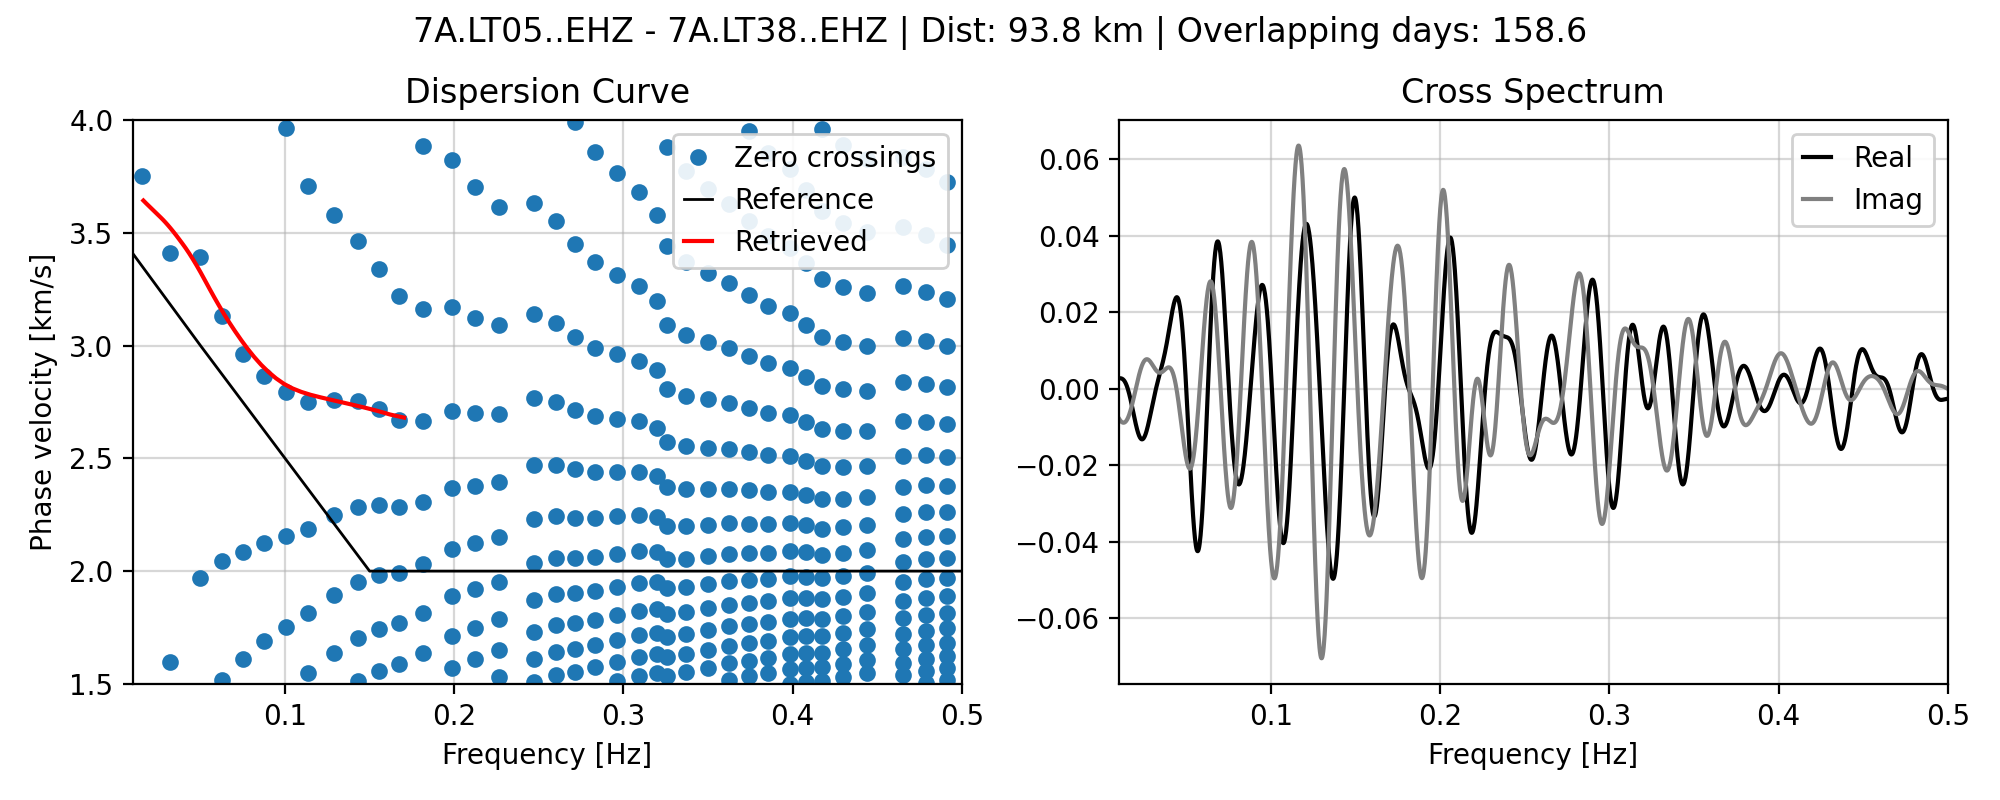 7A.LT05..EHZ - 7A.LT38..EHZ | Dist: 93.8 km | Overlapping days: 158.6
Dispersion Curve
4.0
3.5
3.0
2.5
2.0
1.5
Phase velocity [km/s]
0.1 0.2 0.3 0.4 0.5
Frequency [Hz]
Zero crossings
Reference
Retrieved
Cross Spectrum
0.06
0.04
0.02
0.00
−0.02
−0.04
−0.06
0.1 0.2 0.3 0.4 0.5
Frequency [Hz]
Real
Imag